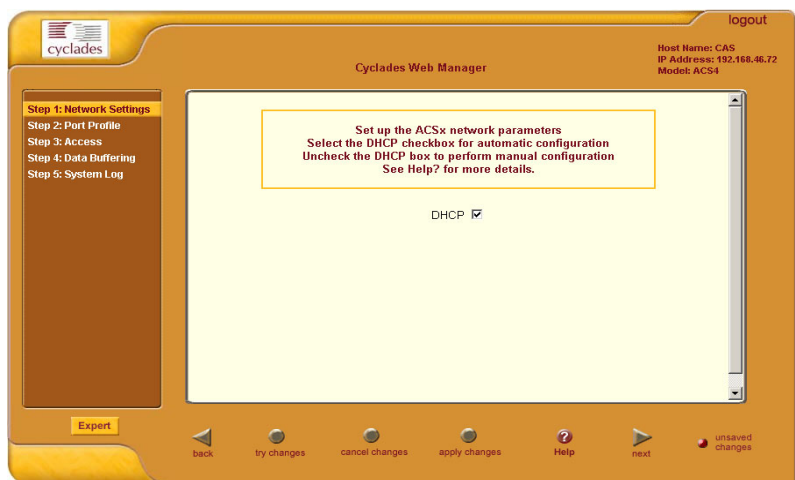 logout
cyclades
Cyclades Web Manager
Host Name: CAS
IP Address: 192.168.46.72
Model: ACS4
Step 1: Network Settings
Step 2: Port Profile
Step 3: Access
Step 4: Data Buffering
Step 5: System Log
Set up the ACSx network parameters
Select the DHCP checkbox for automatic configuration
Uncheck the DHCP box to perform manual configuration
See Help? for more details.
DHCP
Expert
back
try changes
cancel changes
apply changes
?
Help
next
unsaved
changes